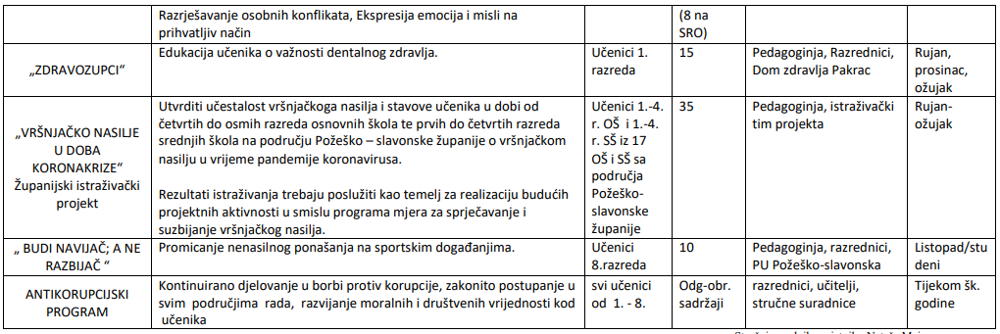 Razrješavanje osobnih konflikata, Ekspresija emocija i misli na
prihvatljiv način
(8 na
SRO)
„ZDRAVOZUPCI“
Edukacija učenika o važnosti dentalnog zdravlja.
Učenici 1.
razreda
15
Pedagoginja, Razrednici,
Dom zdravlja Pakrac
Rujan,
prosinac,
ožujak
„VRŠNJAČKO NASILJE
U DOBA
KORONAKRIZE“
Županijski istraživački
projekt
Utvrditi učestalost vršnjačkoga nasilja i stavove učenika u dobi od
četvrtih do osmih razreda osnovnih škola te prvih do četvrtih razreda
srednjih škola na području Požeško – slavonske županije o vršnjačkom
nasilju u vrijeme pandemije koronavirusa.
Rezultati istraživanja trebaju poslužiti kao temelj za realizaciju budućih
projektnih aktivnosti u smislu programa mjera za sprječavanje i
suzbijanje vršnjačkog nasilja.
Učenici 1.-4.
r. OŠ i 1.-4.
r. SŠ iz 17
OŠ i SŠ sa
područja
Požeško-
slavonske
županije
35
Pedagoginja, istraživački
tim projekta
Rujan-
ožujak
„ BUDI NAVIJAČ; A NE
RAZBIJAČ “
Promicanje nenasilnog ponašanja na sportskim događanjima.
Učenici
8.razreda
10
Pedagoginja, razrednici,
PU Požeško-slavonska
Listopad/stu
deni
ANTIKORUPCIJSKI
PROGRAM
Kontinuirano djelovanje u borbi protiv korupcije, zakonito postupanje u
svim područjima rada, razvijanje moralnih i društvenih vrijednosti kod
učenika
svi učenici
od 1. - 8.
Odg-obr.
sadržaji
razrednici, učitelji,
stručne suradnice
Tijekom šk.
godine